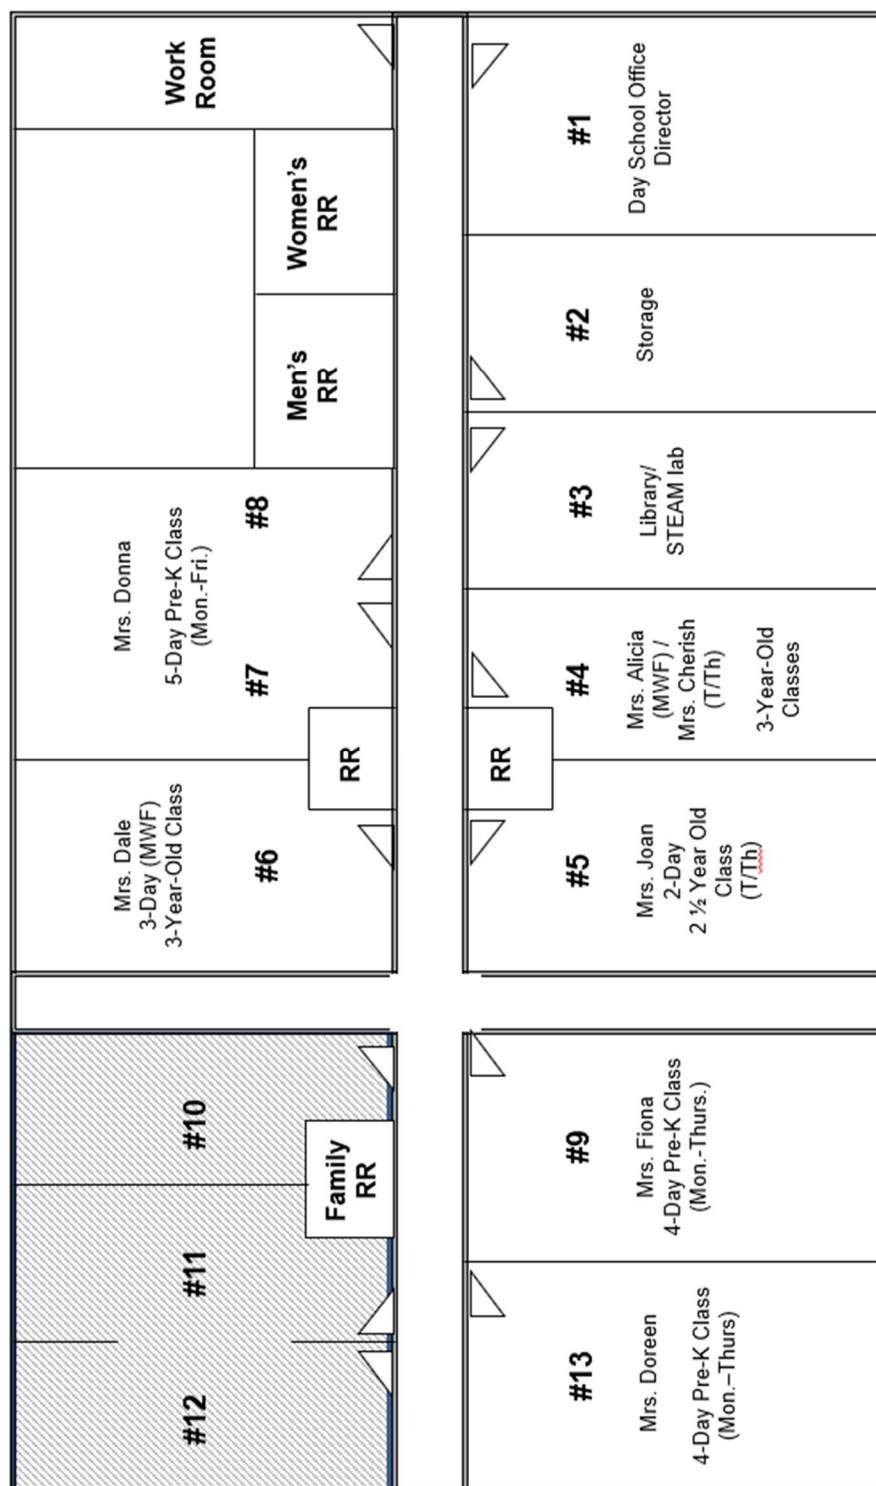 Work
Room
Women's
RR
Men's
RR
#8
Mrs. Donna
5-Day Pre-K Class
(Mon.-Fri.)
#7
RR
Mrs. Dale
3-Day (MWF)
3-Year-Old Class
#6
#10
Family
RR
#11
#12
#1
Day School Office
Director
#2
Storage
#3
Library/
STEAM lab
#4
Mrs. Alicia
(MWF) /
Mrs. Cherish
(T/Th)
3-Year-Old
Classes
RR
#5
Mrs. Joan
2-Day
2 ½ Year Old
Class
(T/Th)
#9
Mrs. Fiona
4-Day Pre-K Class
(Mon.-Thurs.)
#13
Mrs. Doreen
4-Day Pre-K Class
(Mon.–Thurs)